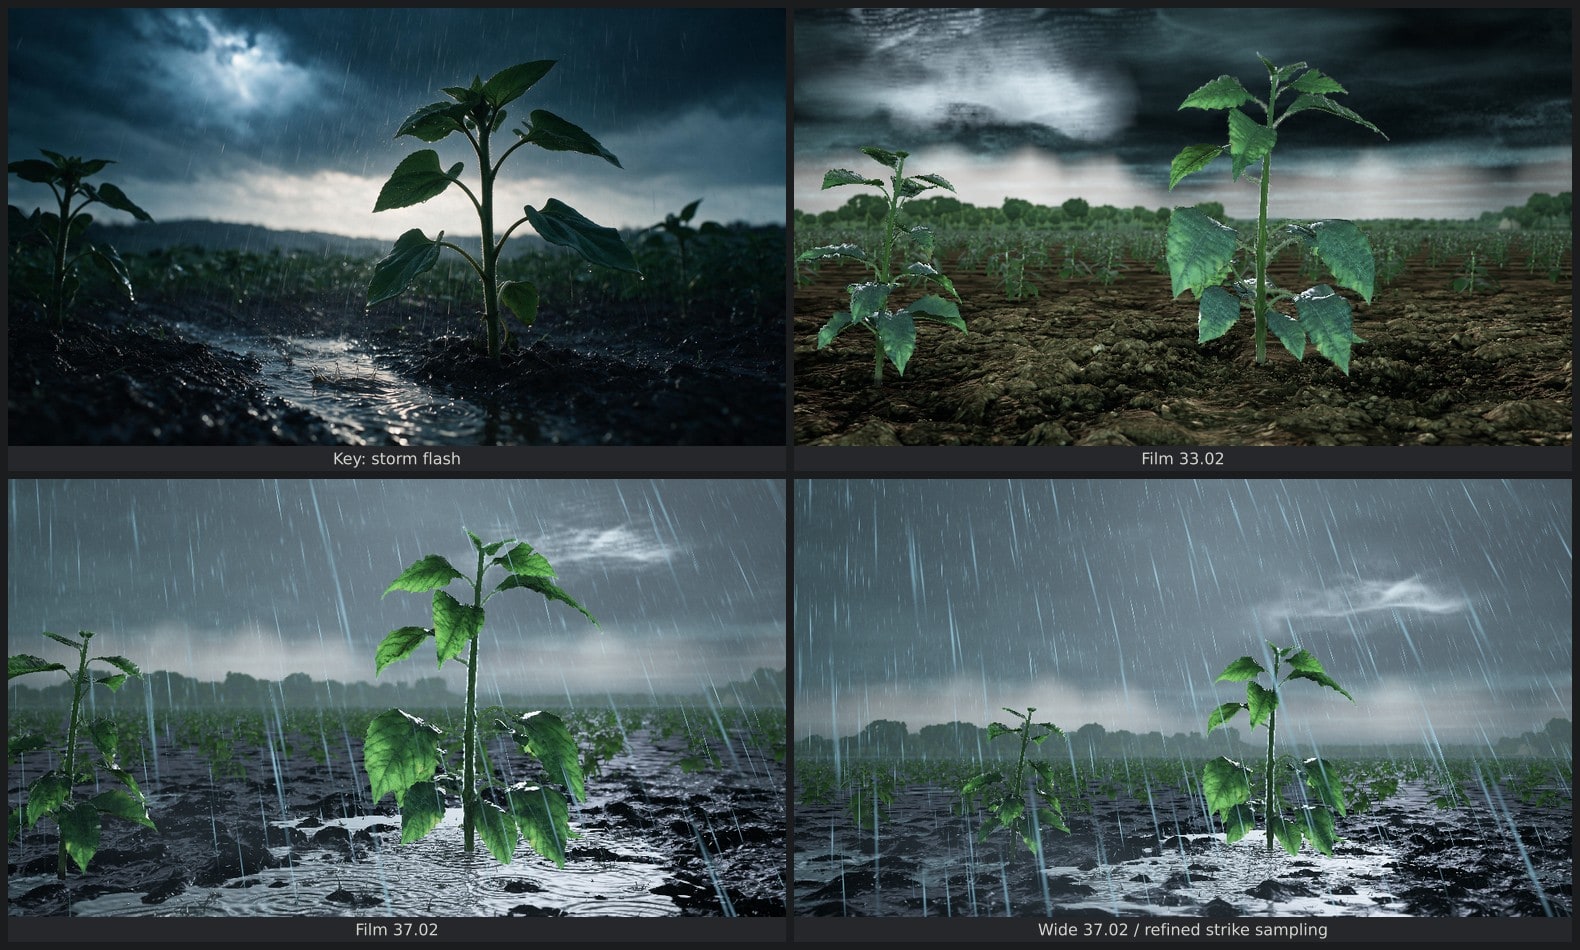 Key: storm flash
Film 33.02
Film 37.02
Wide 37.02 / refined strike sampling